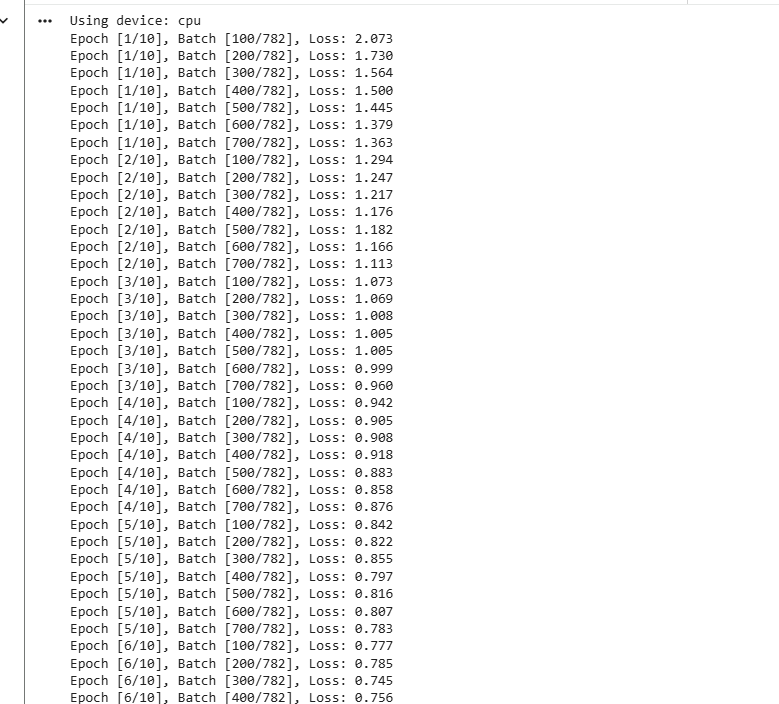 Using device: cpu
Epoch [1/10], Batch [100/782], Loss: 2.073
Epoch [1/10], Batch [200/782], Loss: 1.730
Epoch [1/10], Batch [300/782], Loss: 1.564
Epoch [1/10], Batch [400/782], Loss: 1.500
Epoch [1/10], Batch [500/782], Loss: 1.445
Epoch [1/10], Batch [600/782], Loss: 1.379
Epoch [1/10], Batch [700/782], Loss: 1.363
Epoch [2/10], Batch [100/782], Loss: 1.294
Epoch [2/10], Batch [200/782], Loss: 1.247
Epoch [2/10], Batch [300/782], Loss: 1.217
Epoch [2/10], Batch [400/782], Loss: 1.176
Epoch [2/10], Batch [500/782], Loss: 1.182
Epoch [2/10], Batch [600/782], Loss: 1.166
Epoch [2/10], Batch [700/782], Loss: 1.113
Epoch [3/10], Batch [100/782], Loss: 1.073
Epoch [3/10], Batch [200/782], Loss: 1.069
Epoch [3/10], Batch [300/782], Loss: 1.008
Epoch [3/10], Batch [400/782], Loss: 1.005
Epoch [3/10], Batch [500/782], Loss: 1.005
Epoch [3/10], Batch [600/782], Loss: 0.999
Epoch [3/10], Batch [700/782], Loss: 0.960
Epoch [4/10], Batch [100/782], Loss: 0.942
Epoch [4/10], Batch [200/782], Loss: 0.905
Epoch [4/10], Batch [300/782], Loss: 0.908
Epoch [4/10], Batch [400/782], Loss: 0.918
Epoch [4/10], Batch [500/782], Loss: 0.883
Epoch [4/10], Batch [600/782], Loss: 0.858
Epoch [4/10], Batch [700/782], Loss: 0.876
Epoch [5/10], Batch [100/782], Loss: 0.842
Epoch [5/10], Batch [200/782], Loss: 0.822
Epoch [5/10], Batch [300/782], Loss: 0.855
Epoch [5/10], Batch [400/782], Loss: 0.797
Epoch [5/10], Batch [500/782], Loss: 0.816
Epoch [5/10], Batch [600/782], Loss: 0.807
Epoch [5/10], Batch [700/782], Loss: 0.783
Epoch [6/10], Batch [100/782], Loss: 0.777
Epoch [6/10], Batch [200/782], Loss: 0.785
Epoch [6/10], Batch [300/782], Loss: 0.745
Epoch [6/10], Batch [400/782], Loss: 0.756